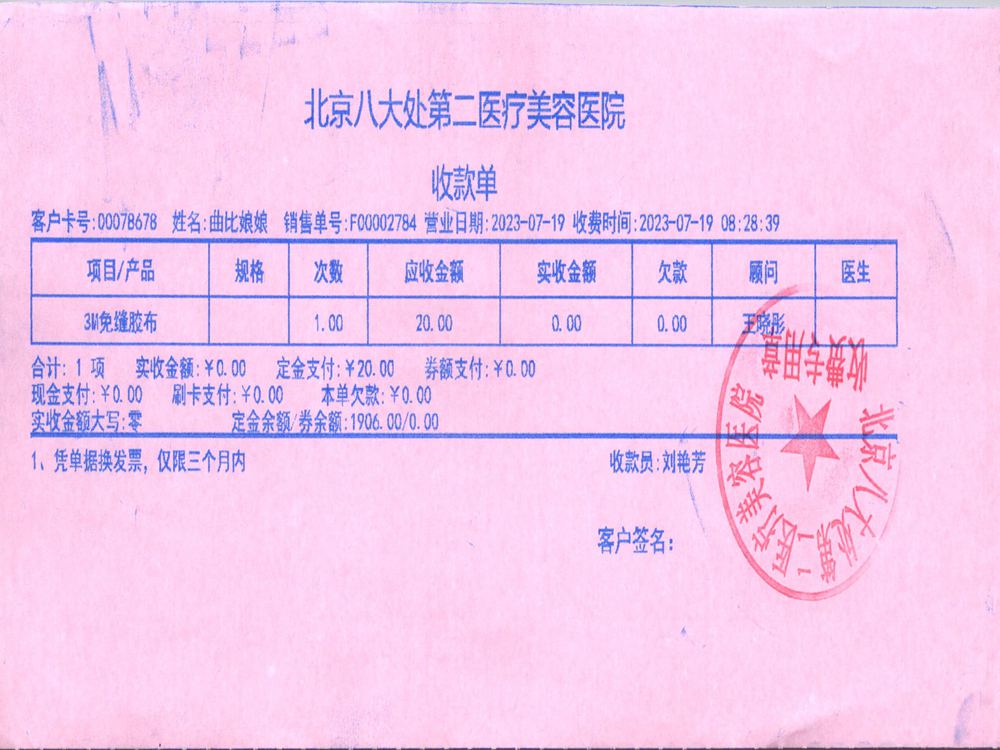 北京八大处第二医疗美容医院
收款单
客户卡号:00078678 姓名:曲比娘娘 销售单号:F00002784 营业日期:2023-07-19 收费时间:2023-07-19 08:28:39
项目/产品 规格 次数 应收金额 实收金额 欠款 顾问 医生
3M免缝胶布 1.00 20.00 0.00 0.00 王晓彤
合计: 1 项 实收金额:¥0.00 定金支付:¥20.00 券额支付:¥0.00
现金支付:¥0.00 刷卡支付:¥0.00 本单欠款:¥0.00
实收金额大写:零 定金余额/券余额:1906.00/0.00
1、凭单据换发票, 仅限三个月内 收款员:刘艳芳
客户签名:
北京八大处第二医疗美容医院
收费专用章